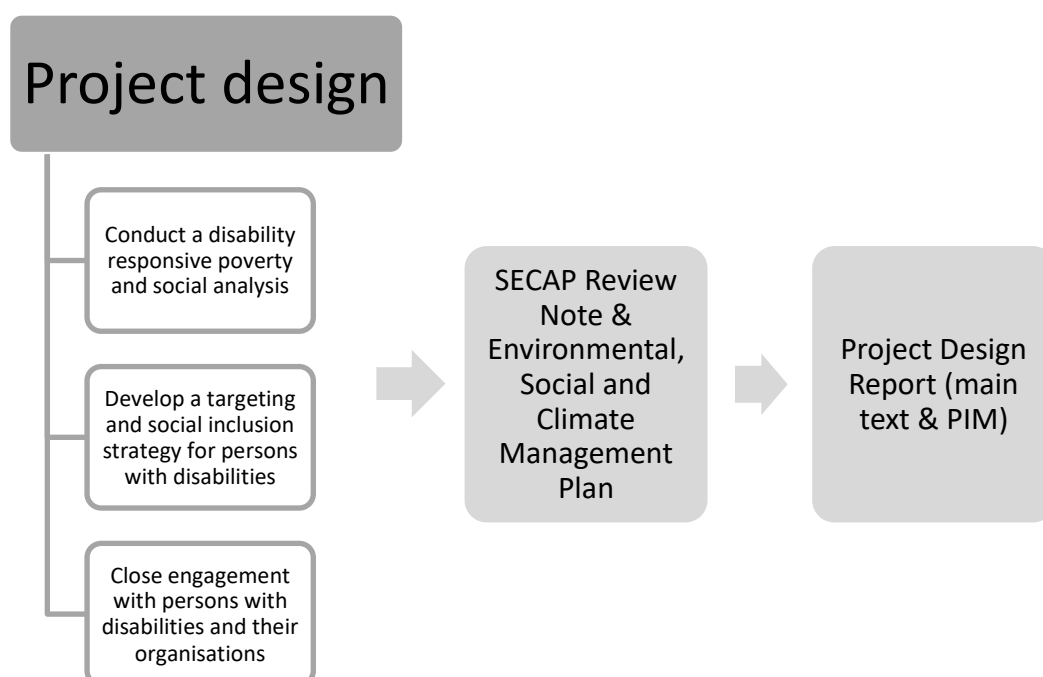 Project design
Conduct a disability
responsive poverty
and social analysis
Develop a targeting
and social inclusion
strategy for persons
with disabilities
Close engagement
with persons with
disabilities and their
organisations
SECAP Review
Note &
Environmental,
Social and
Climate
Management
Plan
Project Design
Report (main
text & PIM)